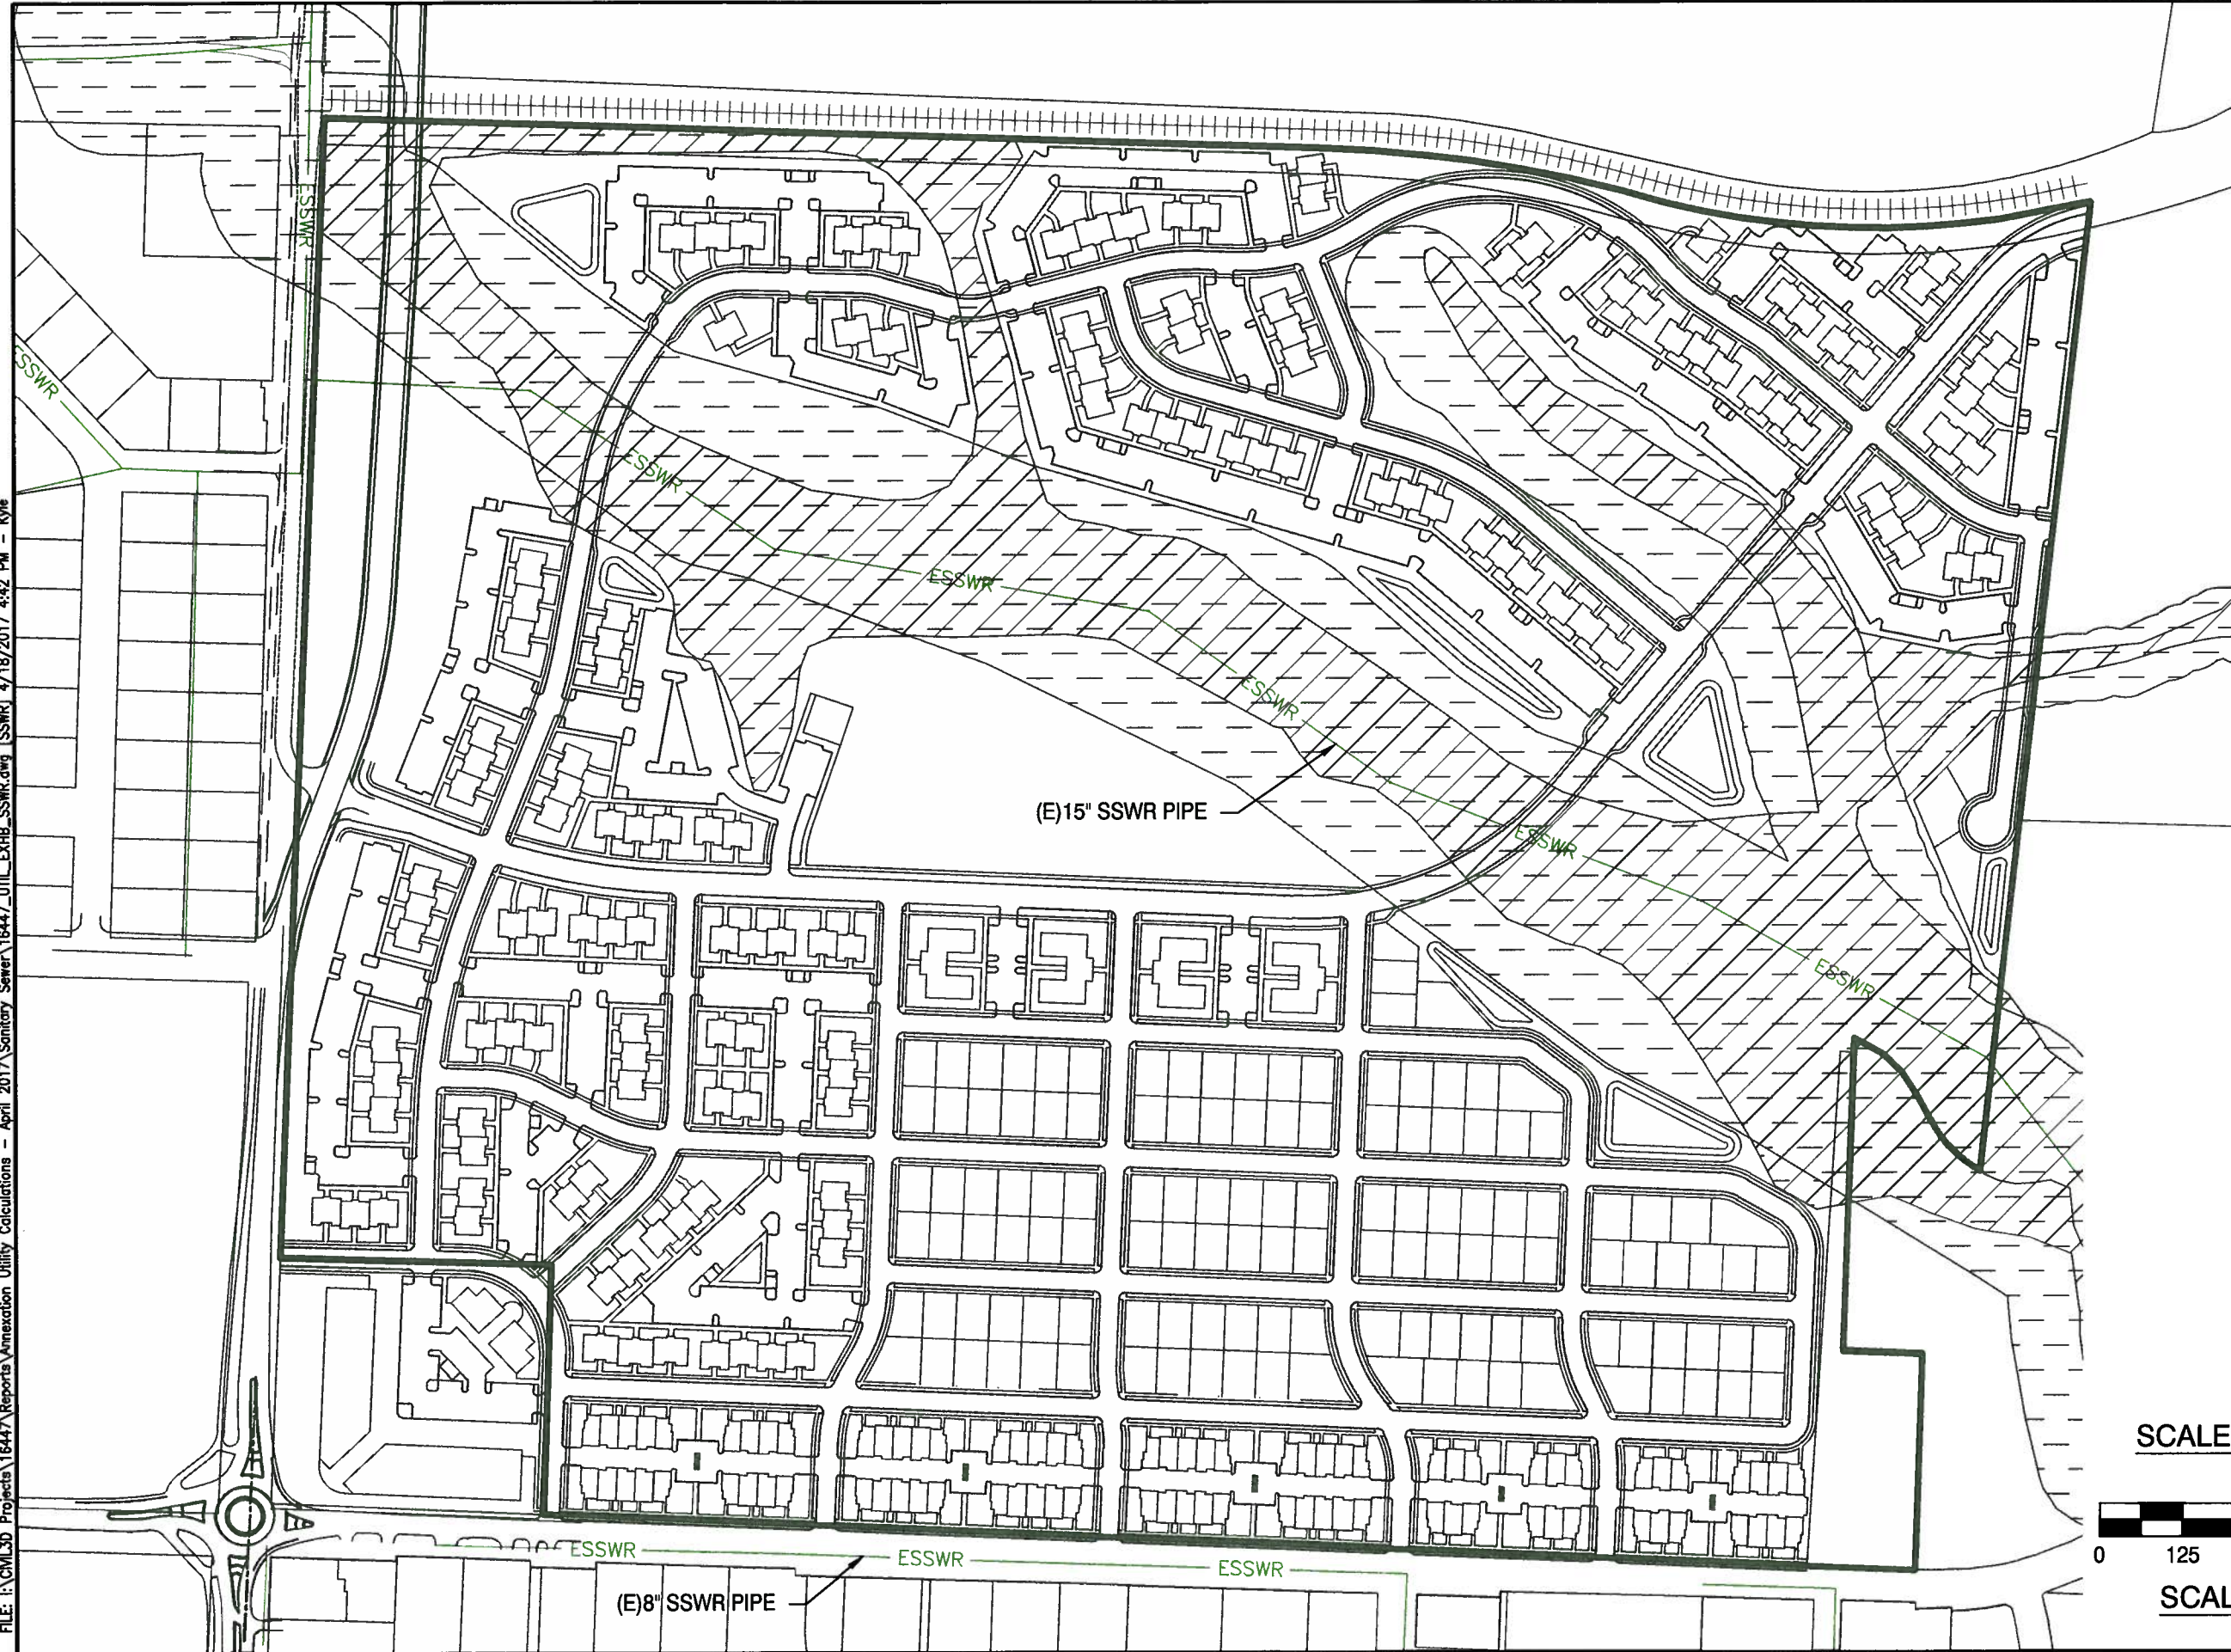 ESSWR
ESSWR
ESSWR
ESSWR
ESSWR
(E)15" SSWR PIPE
ESSWR
ESSWR
SCALE
0 125
SCAL
ESSWR
ESSWR
ESSWR
(E)8" SSWR PIPE
FILE: I:\CIVIL3D Projects\16447\Reports\Annexation Utility Calculations - April 2017\Sanitary Sewer\16447_Util_EXHB_SSWR.dwg [SSWR] 4/18/2017 4:42 PM - Kyle